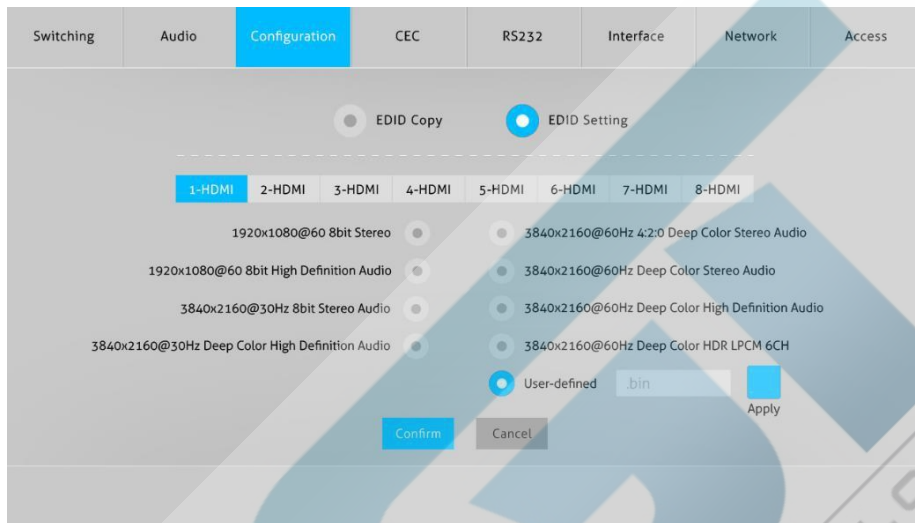 Switching Audio Configuration CEC RS232 Interface Network Access
EDID Copy EDID Setting
1-HDMI 2-HDMI 3-HDMI 4-HDMI 5-HDMI 6-HDMI 7-HDMI 8-HDMI
1920x1080@60 8bit Stereo 3840x2160@60Hz 4:2:0 Deep Color Stereo Audio
1920x1080@60 8bit High Definition Audio 3840x2160@60Hz Deep Color Stereo Audio
3840x2160@30Hz 8bit Stereo Audio 3840x2160@60Hz Deep Color High Definition Audio
3840x2160@30Hz Deep Color High Definition Audio 3840x2160@60Hz Deep Color HDR LPCM 6CH
User-defined .bin
Apply
Confirm Cancel